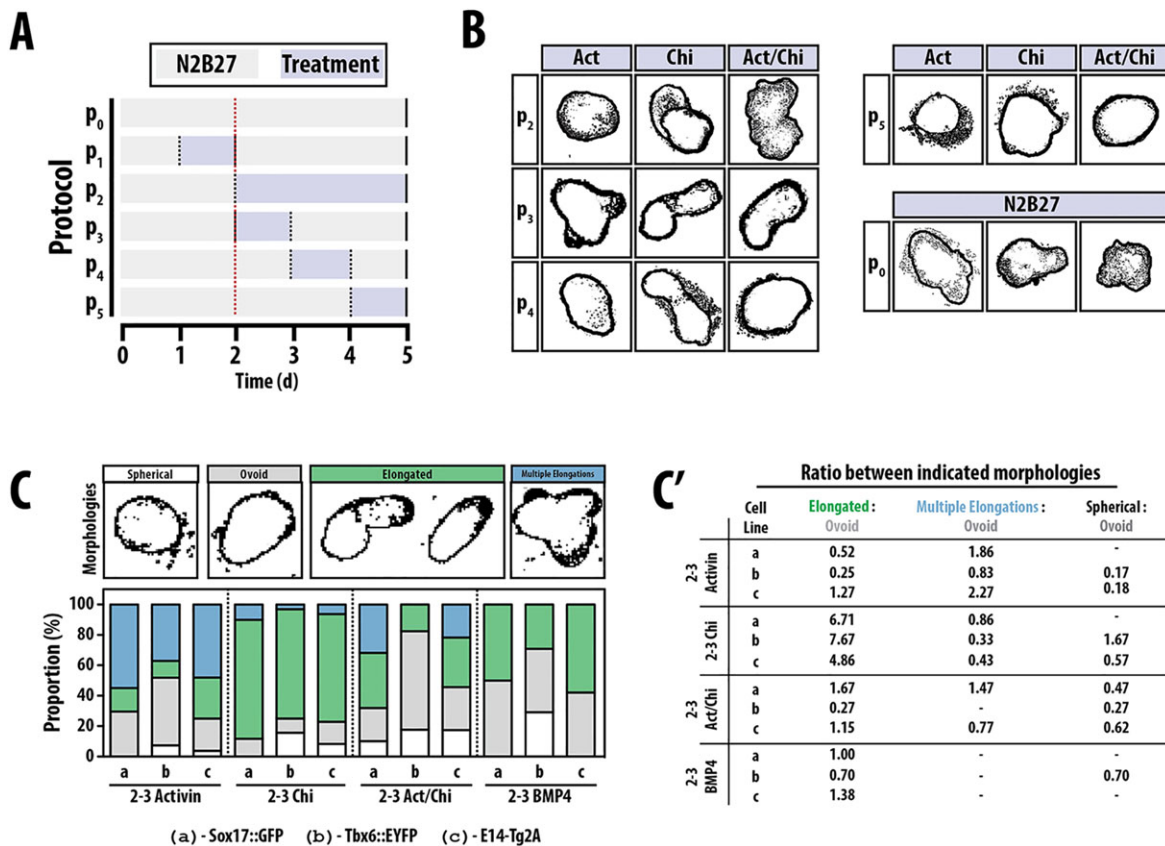 A
N2B27 Treatment
Protocol
p0
p1
p2
p3
p4
p5
0 1 2 3 4 5
Time (d)
B
Act Chi Act/Chi
p2
p3
p4
Act Chi Act/Chi
p5
N2B27
p0
C
Morphologies
Spherical Ovoid Elongated Multiple Elongations
Proportion (%)
100
80
60
40
20
0
a b c a b c a b c a b c
2-3 Activin 2-3 Chi 2-3 Act/Chi 2-3 BMP4
(a) - Sox17::GFP (b) - Tbx6::EYFP (c) - E14-Tg2A
C'
Ratio between indicated morphologies
Cell Line Elongated : Ovoid Multiple Elongations : Ovoid Spherical : Ovoid
2-3 Activin
a 0.52 1.86 -
b 0.25 0.83 0.17
c 1.27 2.27 0.18
2-3 Chi
a 6.71 0.86 -
b 7.67 0.33 1.67
c 4.86 0.43 0.57
2-3 Act/Chi
a 1.67 1.47 0.47
b 0.27 - 0.27
c 1.15 0.77 0.62
2-3 BMP4
a 1.00 - -
b 0.70 - 0.70
c 1.38 - -